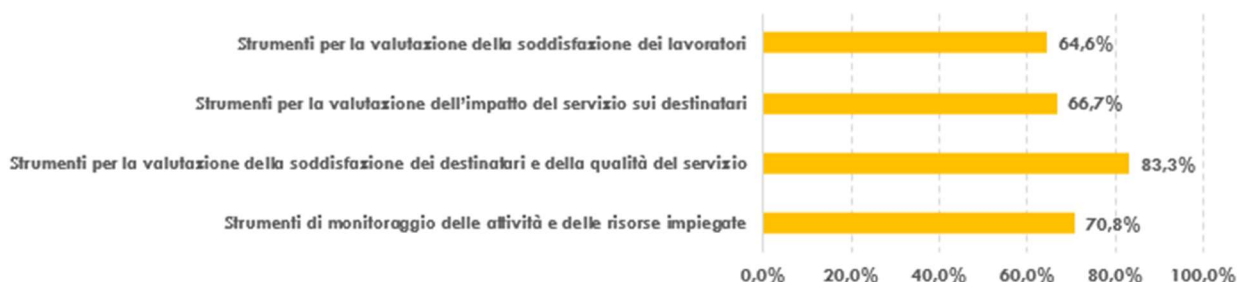 Strumenti per la valutazione della soddisfazione dei lavoratori
64,6%
Strumenti per la valutazione dell'impatto del servizio sui destinatari
66,7%
Strumenti per la valutazione della soddisfazione dei destinatari e della qualità del servizio
83,3%
Strumenti di monitoraggio delle attività e delle risorse impiegate
70,8%
0,0% 20,0% 40,0% 60,0% 80,0% 100,0%